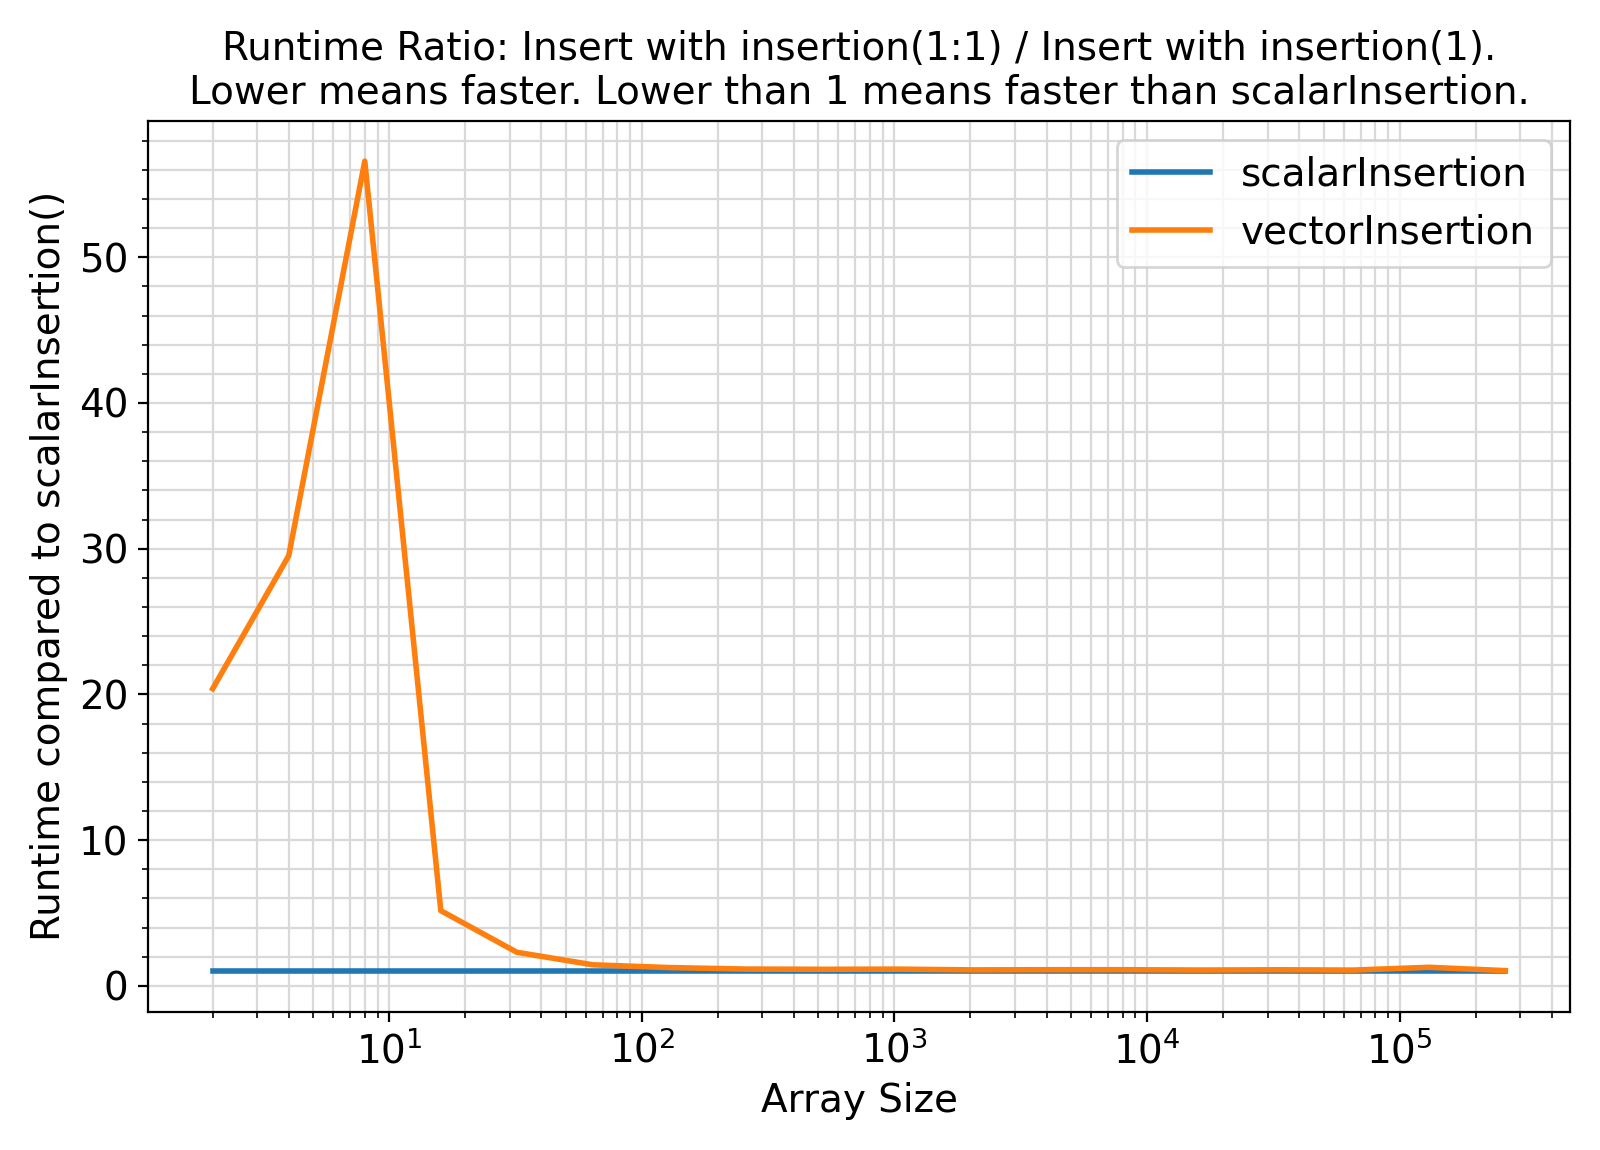 Runtime Ratio: Insert with insertion(1:1) / Insert with insertion(1).
Lower means faster. Lower than 1 means faster than scalarInsertion.
scalarInsertion
vectorInsertion
Runtime compared to scalarInsertion()
50
40
30
20
10
0
10¹ 10² 10³ 10⁴ 10⁵
Array Size